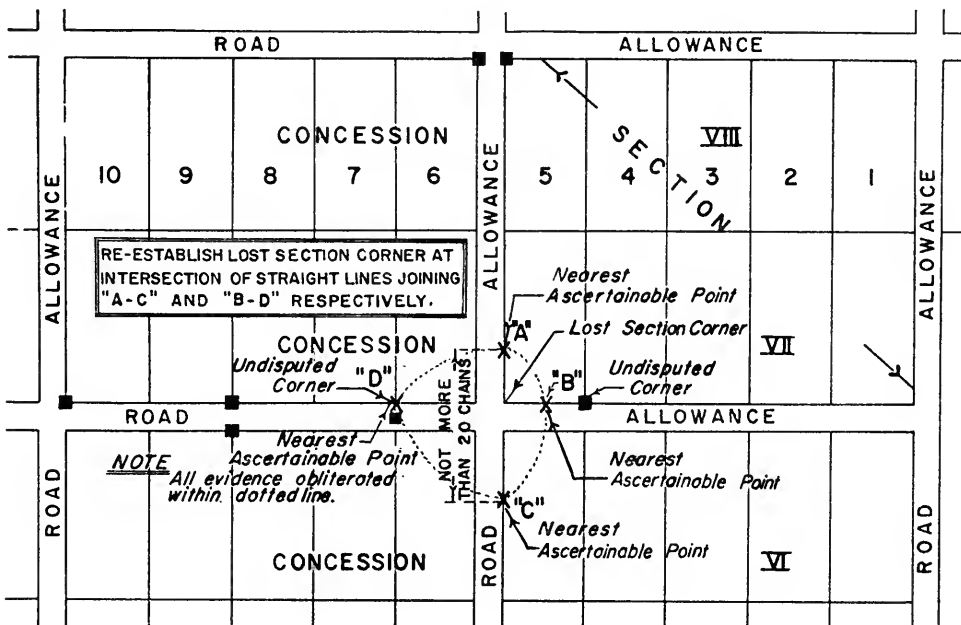 ROAD
ALLOWANCE
CONCESSION
VIII
SECTION
10 9 8 7 6 5 4 3 2 1
ALLOWANCE
ALLOWANCE
ALLOWANCE
RE-ESTABLISH LOST SECTION CORNER AT
INTERSECTION OF STRAIGHT LINES JOINING
"A-C" AND "B-D" RESPECTIVELY.
Nearest
Ascertainable Point
"A"
Lost Section Corner
CONCESSION
VII
Undisputed
Corner
"D"
"B"
Undisputed
Corner
NOT MORE
THAN 20 CHAINS
ROAD
ALLOWANCE
Nearest
Ascertainable Point
NOTE
All evidence obliterated
within dotted line.
Nearest
Ascertainable Point
"C"
Nearest
Ascertainable Point
ROAD
ROAD
ROAD
CONCESSION
VI